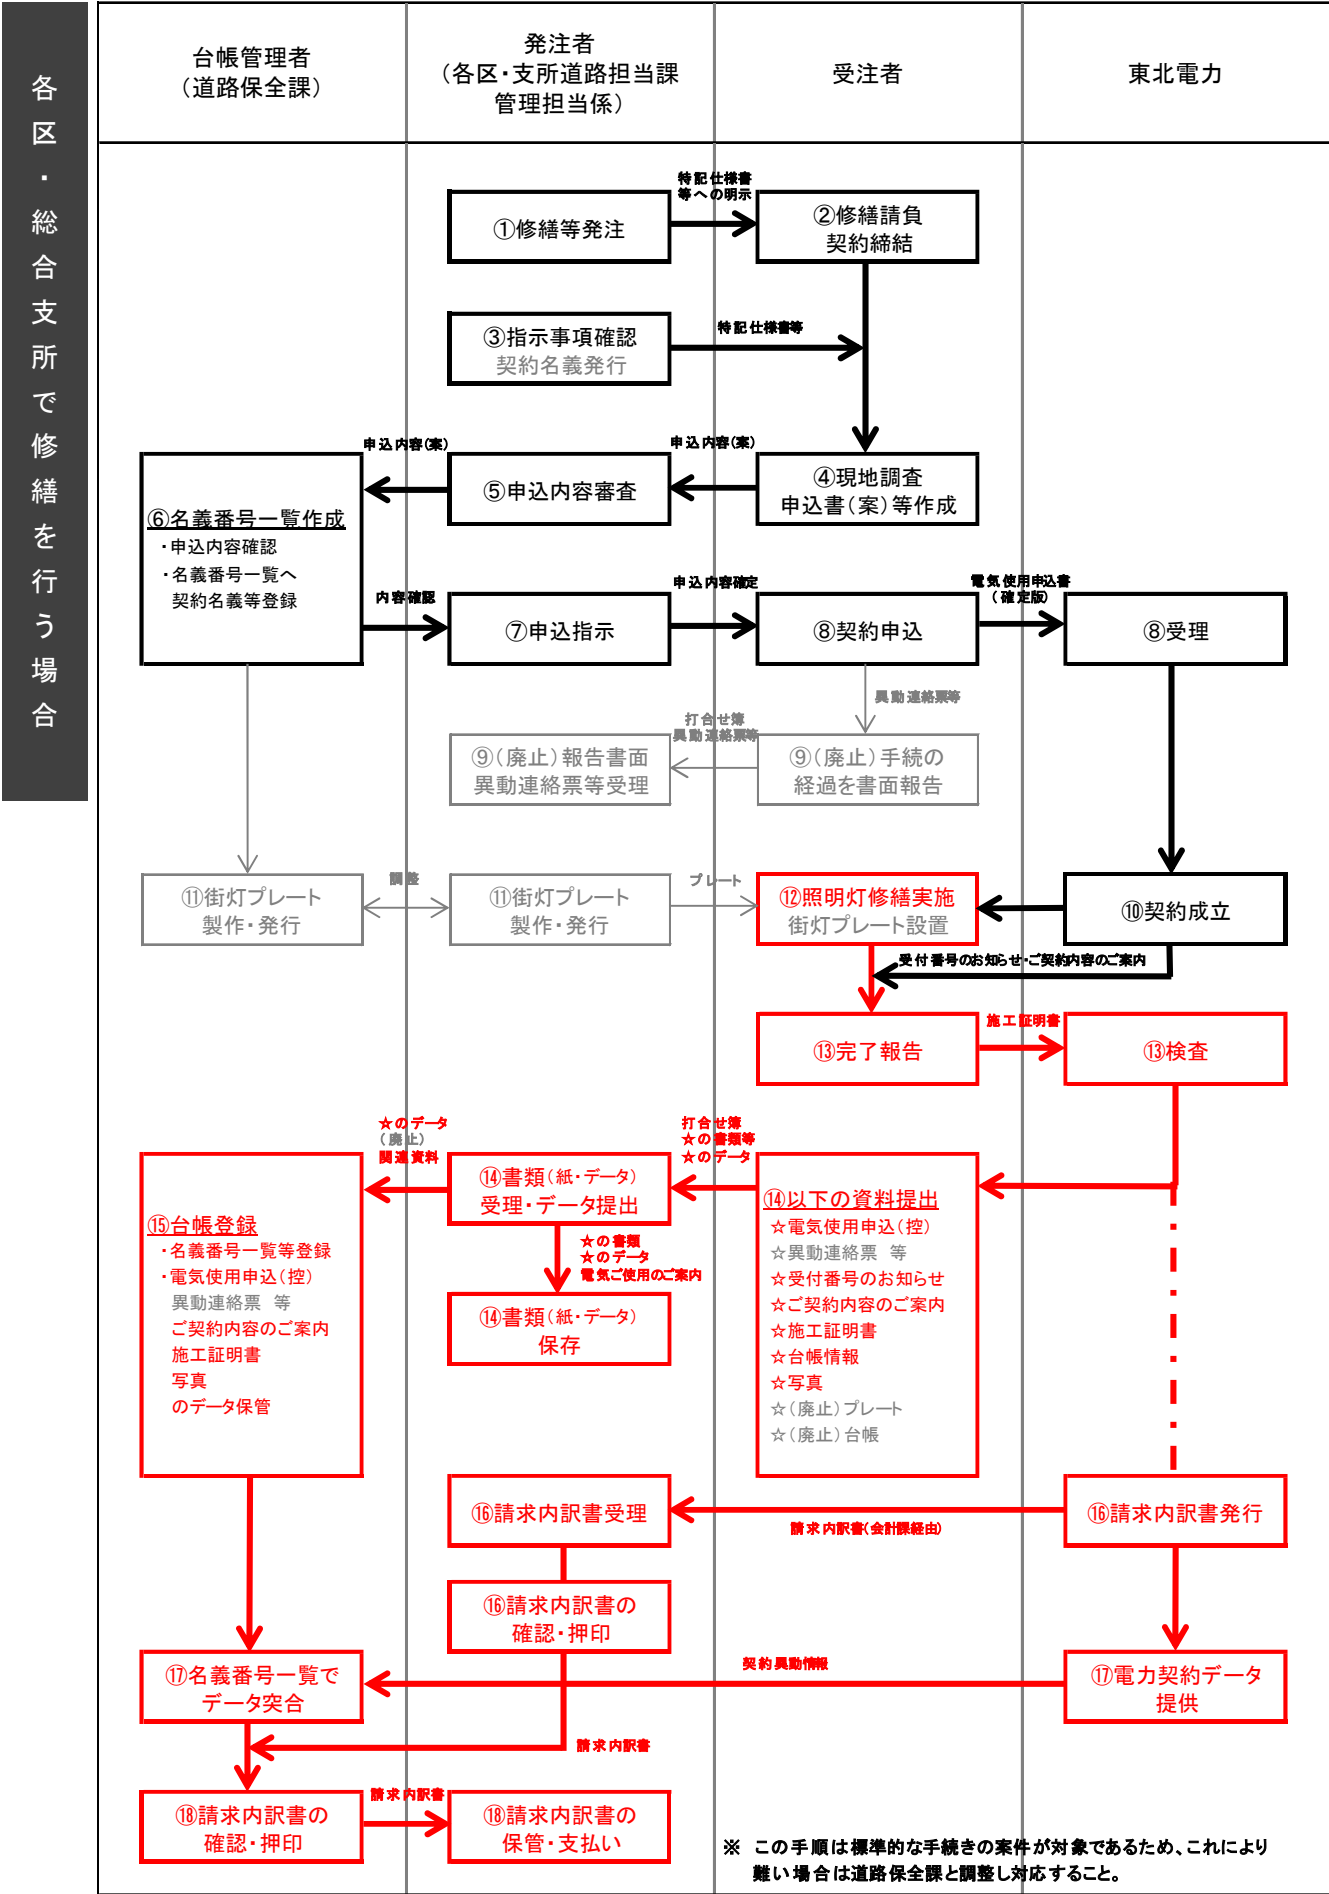 各区・総合支所で修繕を行う場合
台帳管理者
（道路保全課）
発注者
（各区・支所道路担当課
管理担当係）
受注者
東北電力
特記仕様書
等への明示
①修繕等発注
②修繕請負
契約締結
③指示事項確認
契約名義発行
特記仕様書等
申込内容(案)
申込内容(案)
⑥名義番号一覧作成
・申込内容確認
・名義番号一覧へ
契約名義等登録
⑤申込内容審査
④現地調査
申込書（案）等作成
内容確認
申込内容確定
電気使用申込書
（確定版）
⑦申込指示
⑧契約申込
⑧受理
異動連絡票等
打合せ簿
異動連絡票等
⑨（廃止）報告書面
異動連絡票等受理
⑨（廃止）手続の
経過を書面報告
⑪街灯プレート
製作・発行
調整
⑪街灯プレート
製作・発行
プレート
⑫照明灯修繕実施
街灯プレート設置
⑩契約成立
受付番号のお知らせ・ご契約内容のご案内
⑬完了報告
施工証明書
⑬検査
☆のデータ
（廃止）
関連資料
打合せ簿
☆の書類等
☆のデータ
⑮台帳登録
・名義番号一覧等登録
・電気使用申込（控）
異動連絡票　等
ご契約内容のご案内
施工証明書
写真
のデータ保管
⑭書類（紙・データ）
受理・データ提出
☆の書類
☆のデータ
電気ご使用のご案内
⑭書類（紙・データ）
保存
⑭以下の資料提出
☆電気使用申込（控）
☆異動連絡票　等
☆受付番号のお知らせ
☆ご契約内容のご案内
☆施工証明書
☆台帳情報
☆写真
☆（廃止）プレート
☆（廃止）台帳
⑯請求内訳書受理
請求内訳書(会計課経由)
⑯請求内訳書発行
⑯請求内訳書の
確認・押印
⑰名義番号一覧で
データ突合
契約異動情報
⑰電力契約データ
提供
請求内訳書
⑱請求内訳書の
確認・押印
請求内訳書
⑱請求内訳書の
保管・支払い
※　この手順は標準的な手続きの案件が対象であるため、これにより
難い場合は道路保全課と調整し対応すること。